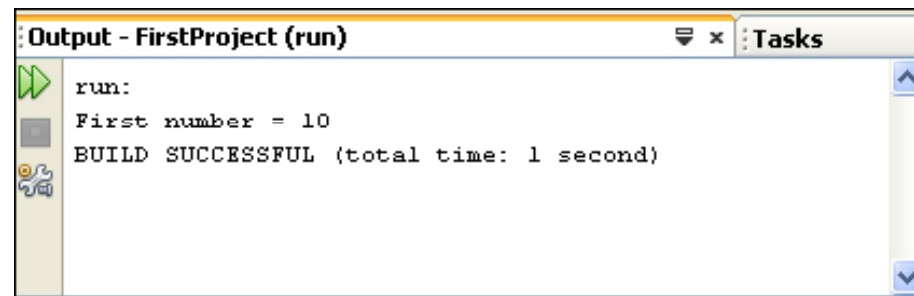 Output - FirstProject (run)
Tasks
run:
First number = 10
BUILD SUCCESSFUL (total time: 1 second)